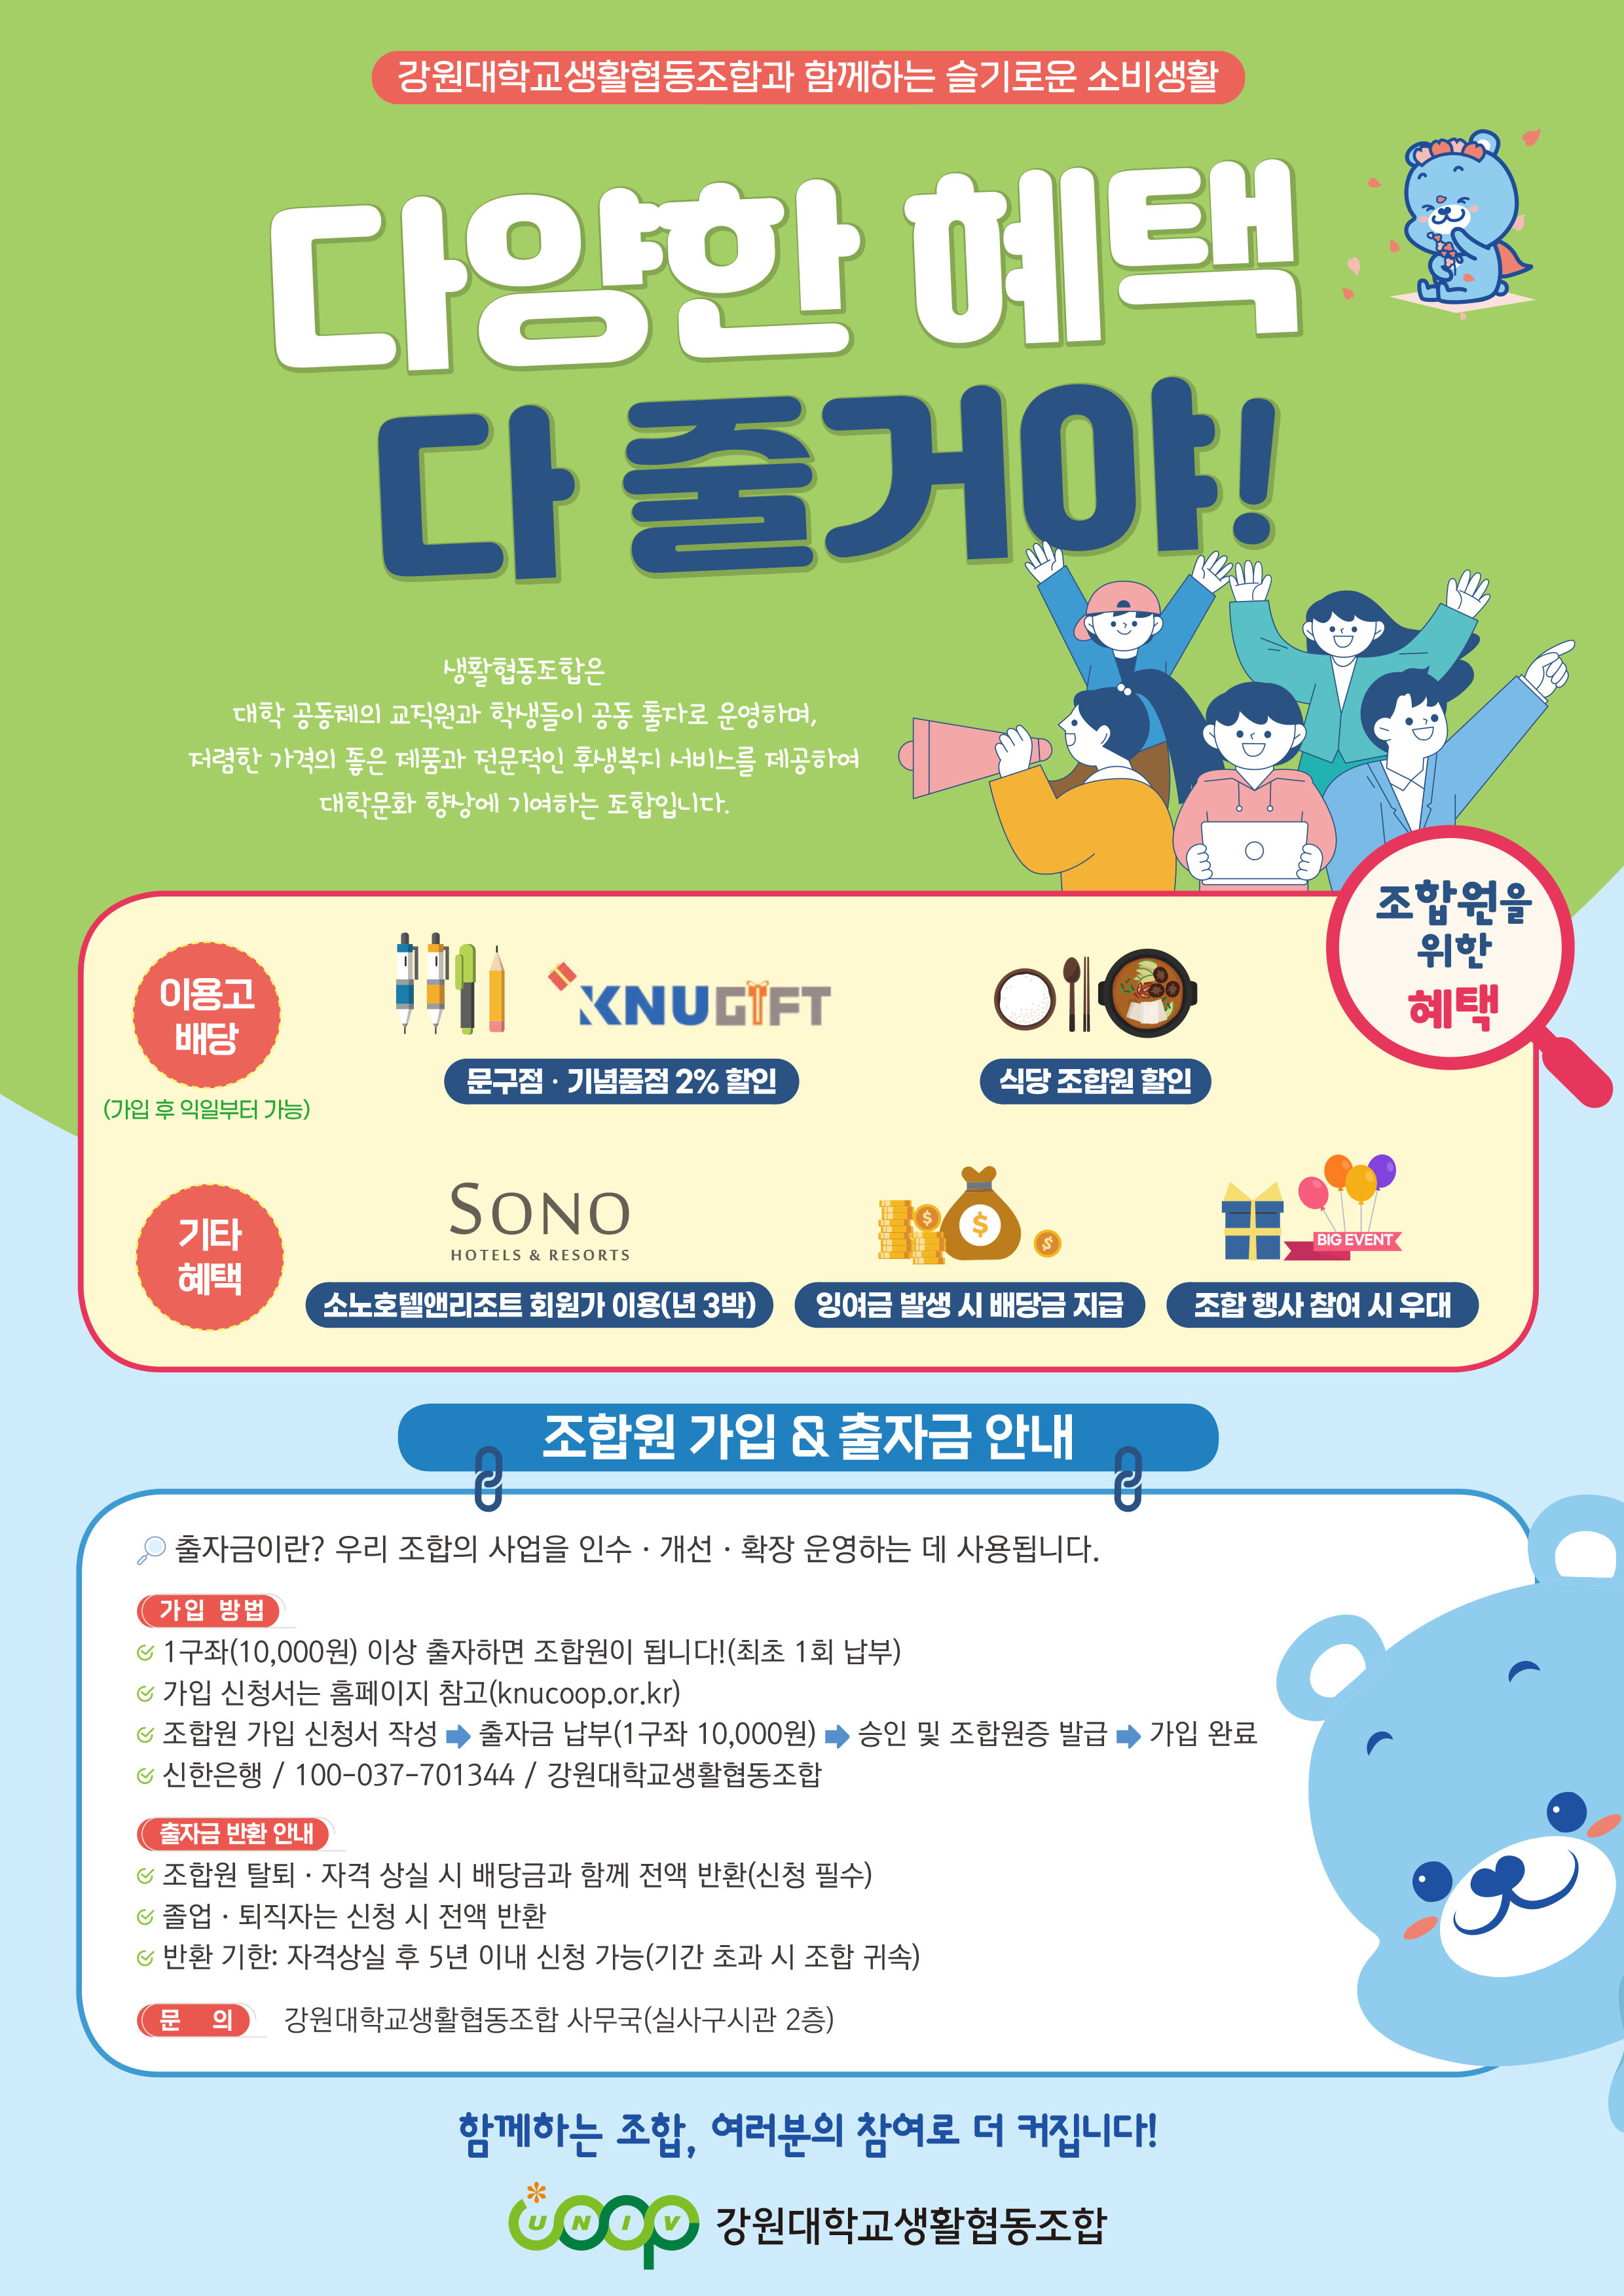 강원대학교생활협동조합과 함께하는 슬기로운 소비생활
다양한 혜택
다 줄거야!
생활협동조합은
대학 공동체의 교직원과 학생들이 공동 출자로 운영하며,
저렴한 가격의 좋은 제품과 전문적인 후생복지 서비스를 제공하여
대학문화 향상에 기여하는 조합입니다.
조합원을
위한
혜택
이용고
배당
(가입 후 익일부터 가능)
KNUGIFT
문구점 · 기념품점 2% 할인
식당 조합원 할인
기타
혜택
SONO
HOTELS & RESORTS
소노호텔앤리조트 회원가 이용(년 3박)
$
$
$
잉여금 발생 시 배당금 지급
BIG EVENT
조합 행사 참여 시 우대
조합원 가입 & 출자금 안내
출자금이란? 우리 조합의 사업을 인수 · 개선 · 확장 운영하는 데 사용됩니다.
가입 방법
1구좌(10,000원) 이상 출자하면 조합원이 됩니다!(최초 1회 납부)
가입 신청서는 홈페이지 참고(knucoop.or.kr)
조합원 가입 신청서 작성 ➡ 출자금 납부(1구좌 10,000원) ➡ 승인 및 조합원증 발급 ➡ 가입 완료
신한은행 / 100-037-701344 / 강원대학교생활협동조합
출자금 반환 안내
조합원 탈퇴 · 자격 상실 시 배당금과 함께 전액 반환(신청 필수)
졸업 · 퇴직자는 신청 시 전액 반환
반환 기한: 자격상실 후 5년 이내 신청 가능(기간 초과 시 조합 귀속)
문 의 강원대학교생활협동조합 사무국(실사구시관 2층)
함께하는 조합, 여러분의 참여로 더 커집니다!
UNIV coop 강원대학교생활협동조합